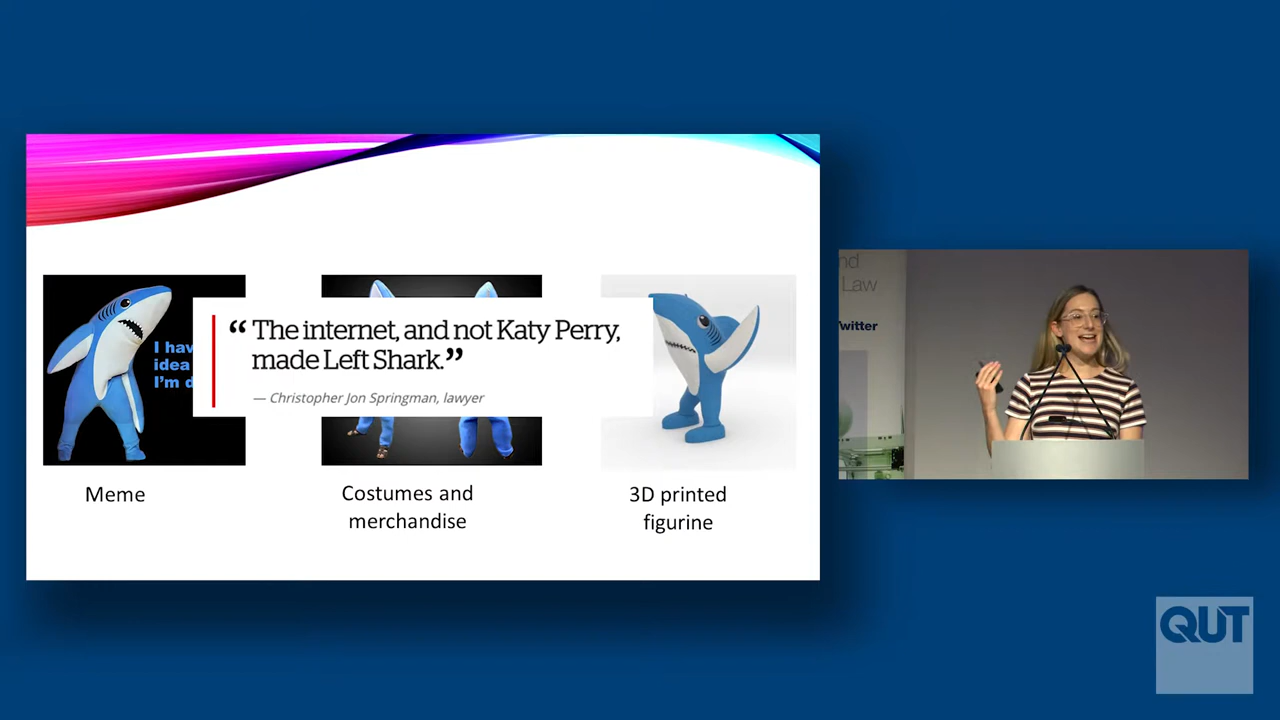 I hav
idea
I'm d
“ The internet, and not Katy Perry,
made Left Shark.”
— Christopher Jon Springman, lawyer
Meme
Costumes and
merchandise
3D printed
figurine
nd
Law
Twitter
QUT